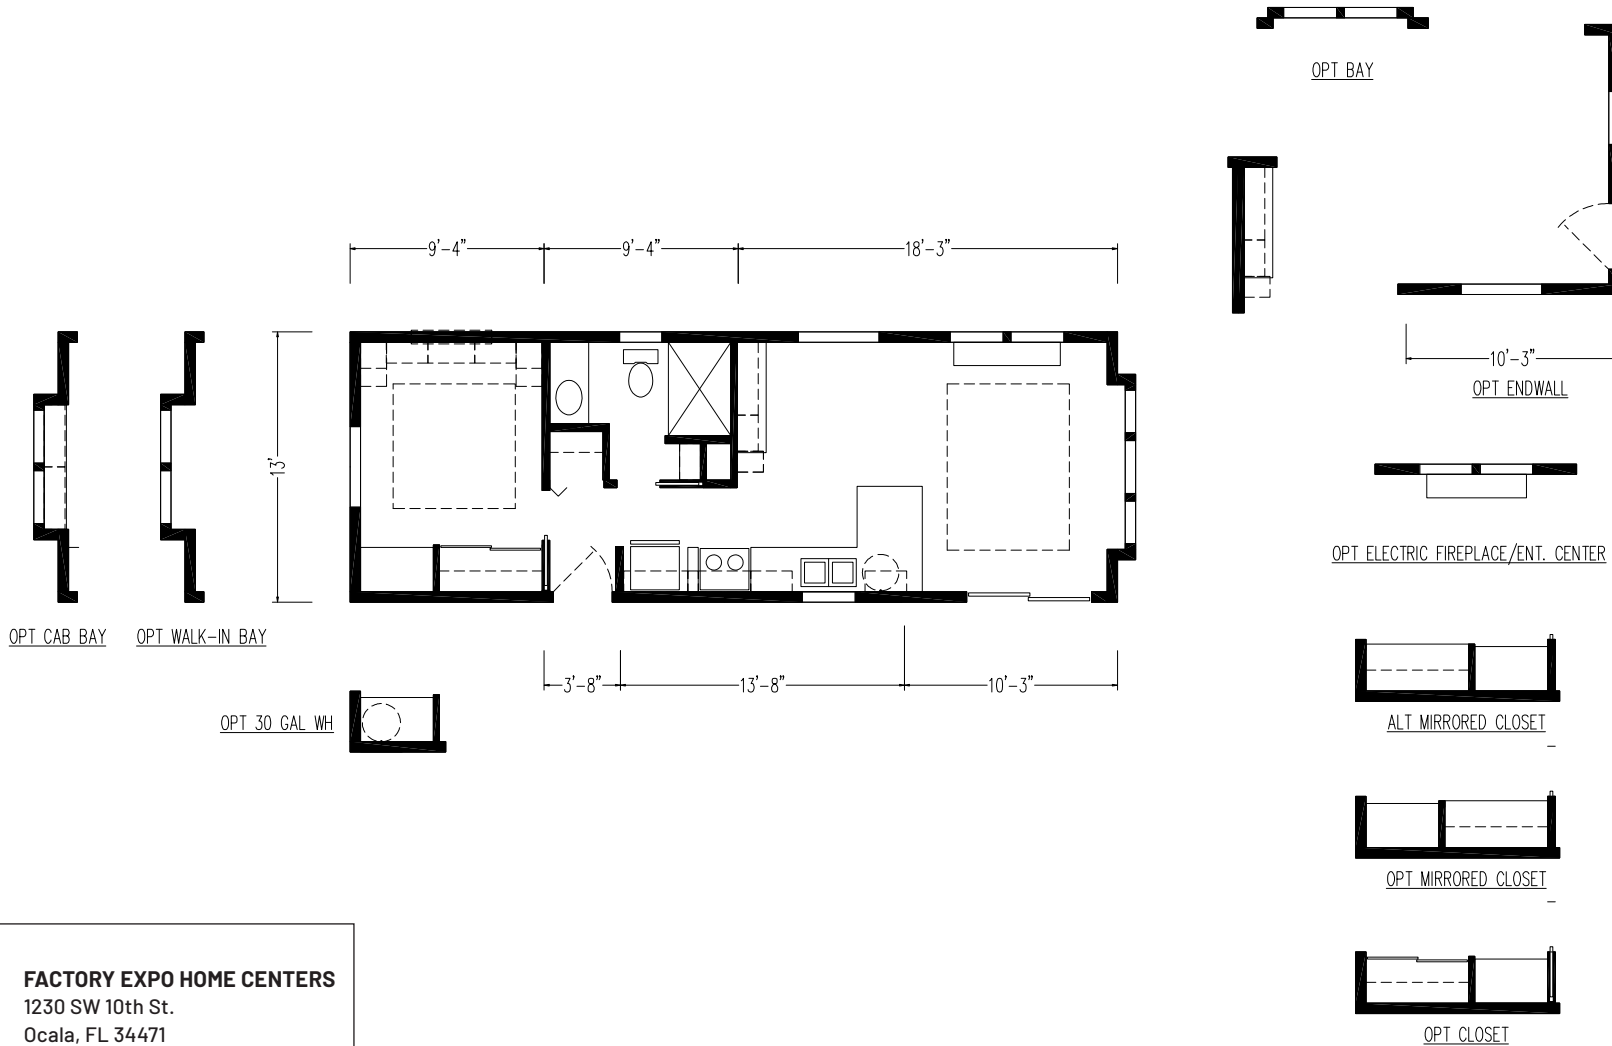 OPT BAY
9'-4"
9'-4"
18'-3"
10'-3"
OPT ENDWALL
13'
OPT ELECTRIC FIREPLACE/ENT. CENTER
OPT CAB BAY
OPT WALK-IN BAY
3'-8"
13'-8"
10'-3"
OPT 30 GAL WH
ALT MIRRORED CLOSET
OPT MIRRORED CLOSET
OPT CLOSET
FACTORY EXPO HOME CENTERS
1230 SW 10th St.
Ocala, FL 34471